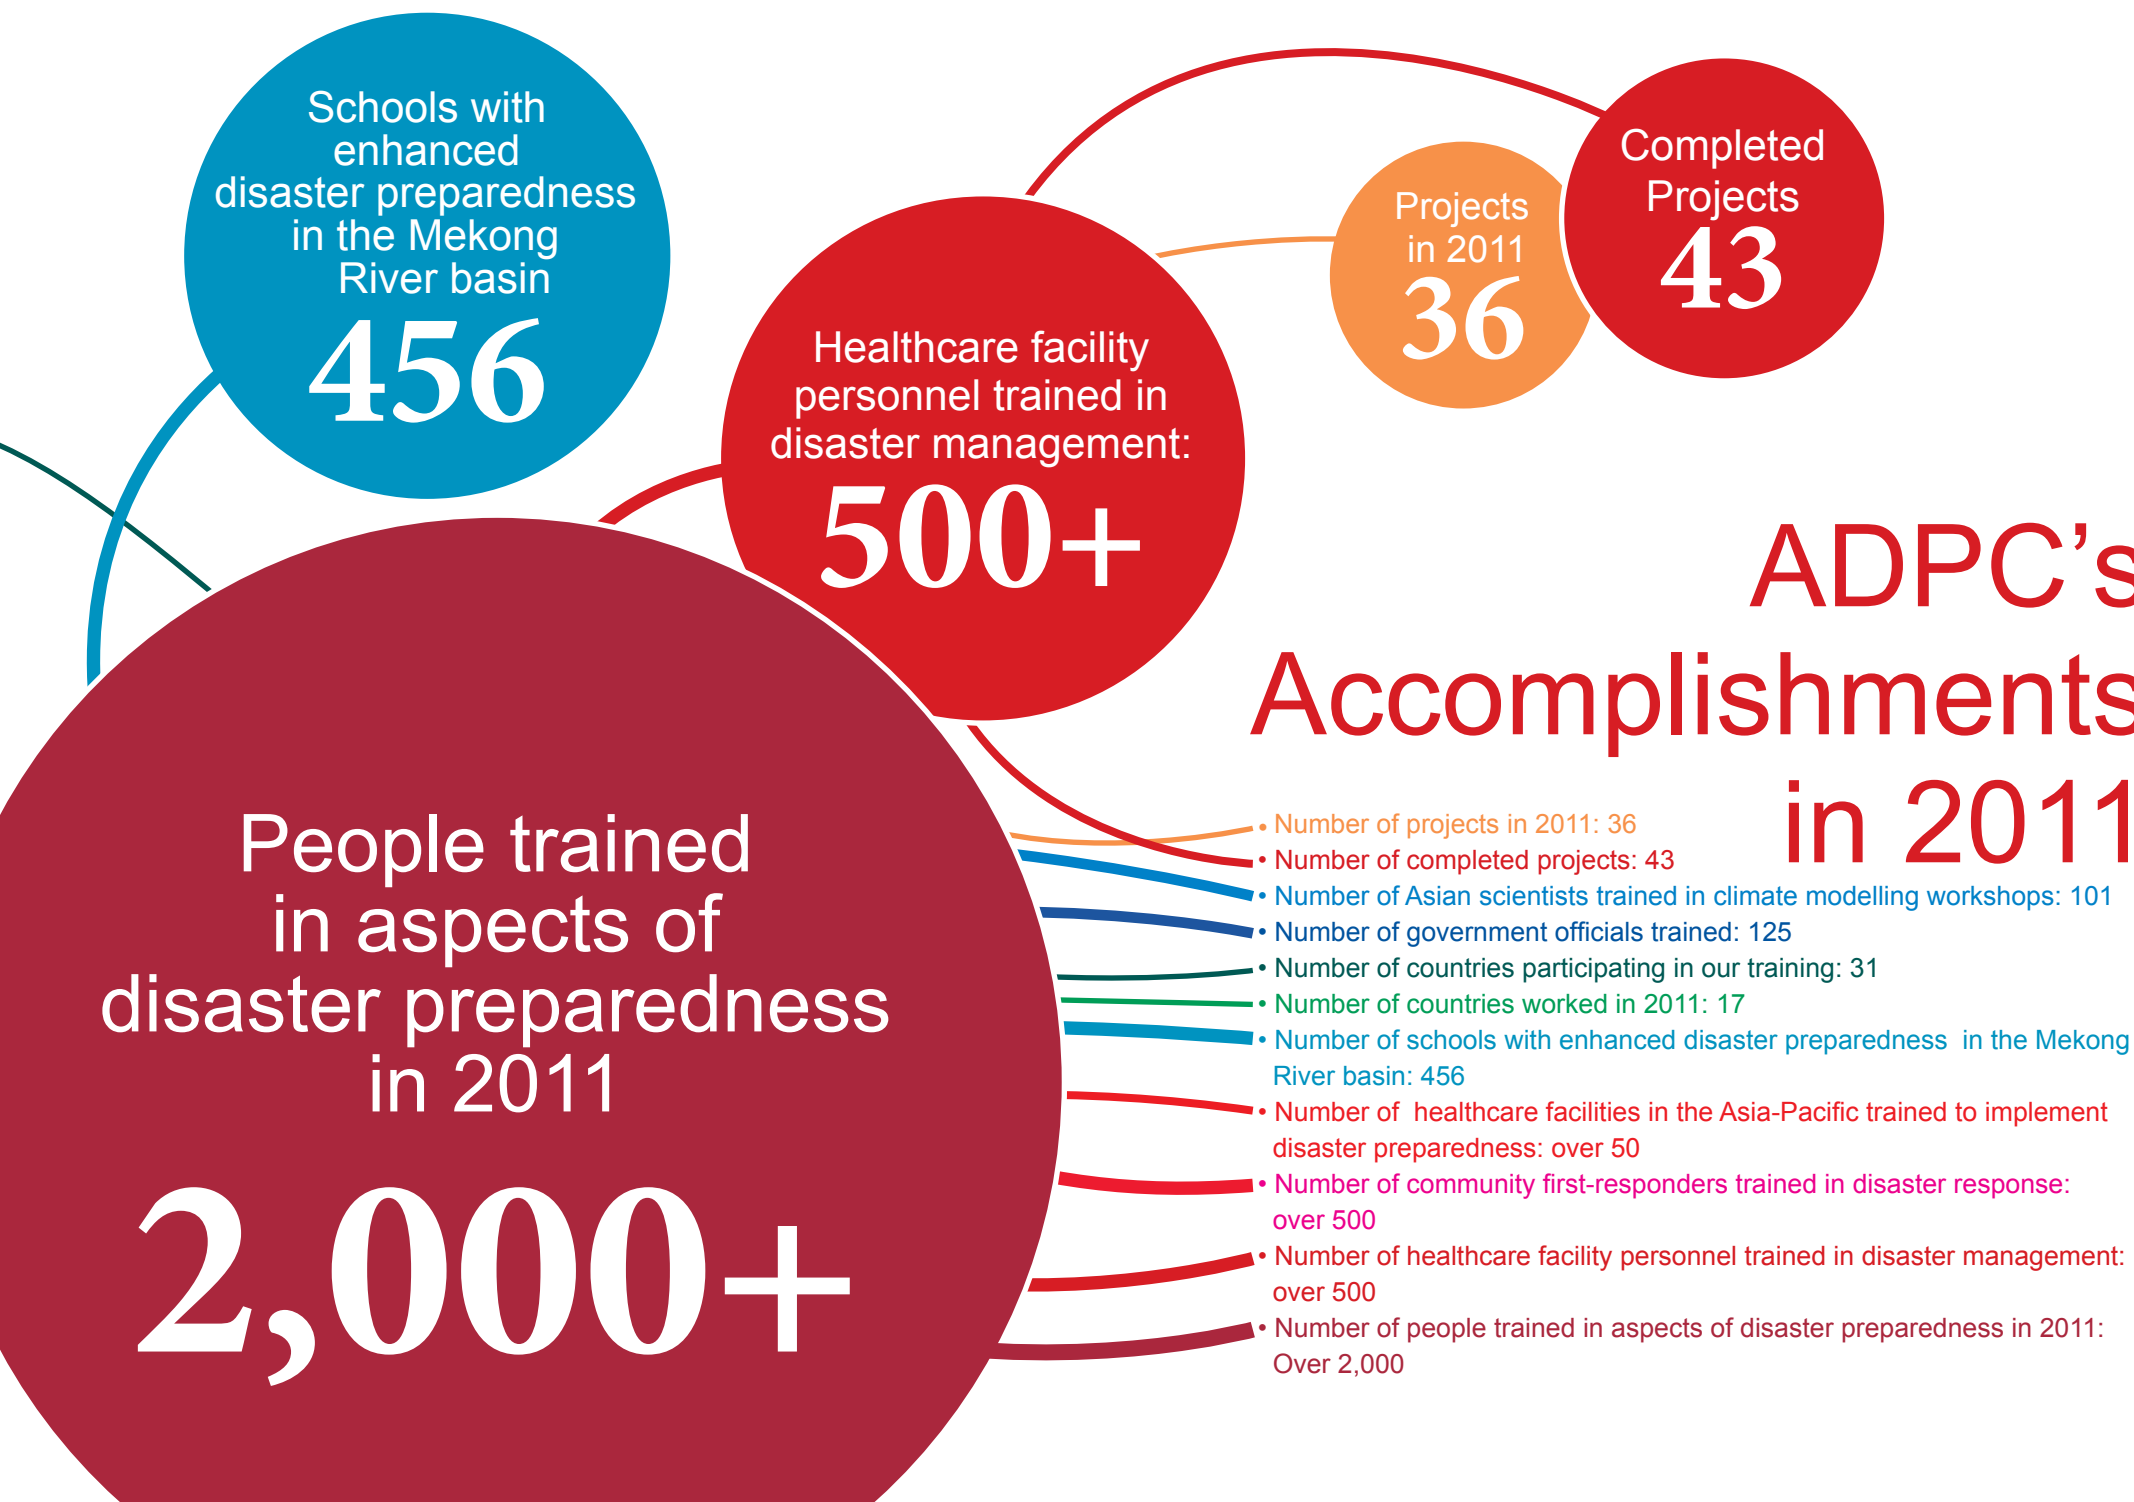 Schools with
enhanced
disaster preparedness
in the Mekong
River basin
456
Healthcare facility
personnel trained in
disaster management:
500+
Projects
in 2011
36
Completed
Projects
43
People trained
in aspects of
disaster preparedness
in 2011
2,000+
ADPC’s
Accomplishments
in 2011
• Number of projects in 2011: 36
• Number of completed projects: 43
• Number of Asian scientists trained in climate modelling workshops: 101
• Number of government officials trained: 125
• Number of countries participating in our training: 31
• Number of countries worked in 2011: 17
• Number of schools with enhanced disaster preparedness in the Mekong
River basin: 456
• Number of healthcare facilities in the Asia-Pacific trained to implement
disaster preparedness: over 50
• Number of community first-responders trained in disaster response:
over 500
• Number of healthcare facility personnel trained in disaster management:
over 500
• Number of people trained in aspects of disaster preparedness in 2011:
Over 2,000